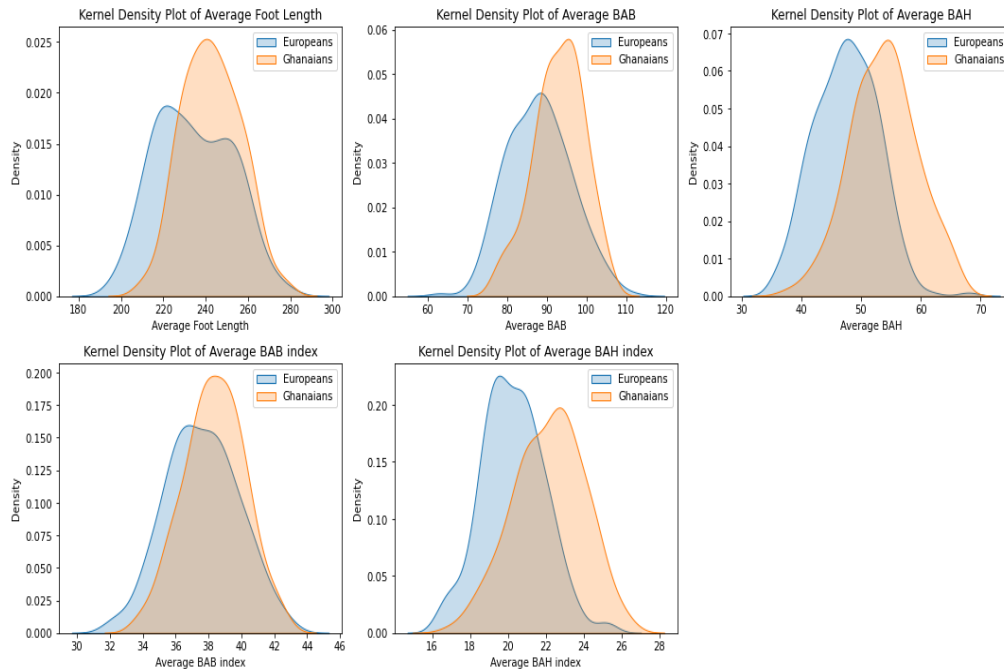 Kernel Density Plot of Average Foot Length
Europeans
Ghanaians
0.025
0.020
0.015
0.010
0.005
0.000
Density
180 200 220 240 260 280 300
Average Foot Length
Kernel Density Plot of Average BAB
Europeans
Ghanaians
0.06
0.05
0.04
0.03
0.02
0.01
0.00
Density
60 70 80 90 100 110 120
Average BAB
Kernel Density Plot of Average BAH
Europeans
Ghanaians
0.07
0.06
0.05
0.04
0.03
0.02
0.01
0.00
Density
30 40 50 60 70
Average BAH
Kernel Density Plot of Average BAB index
Europeans
Ghanaians
0.200
0.175
0.150
0.125
0.100
0.075
0.050
0.025
0.000
Density
30 32 34 36 38 40 42 44 46
Average BAB index
Kernel Density Plot of Average BAH index
Europeans
Ghanaians
0.20
0.15
0.10
0.05
0.00
Density
16 18 20 22 24 26 28
Average BAH index